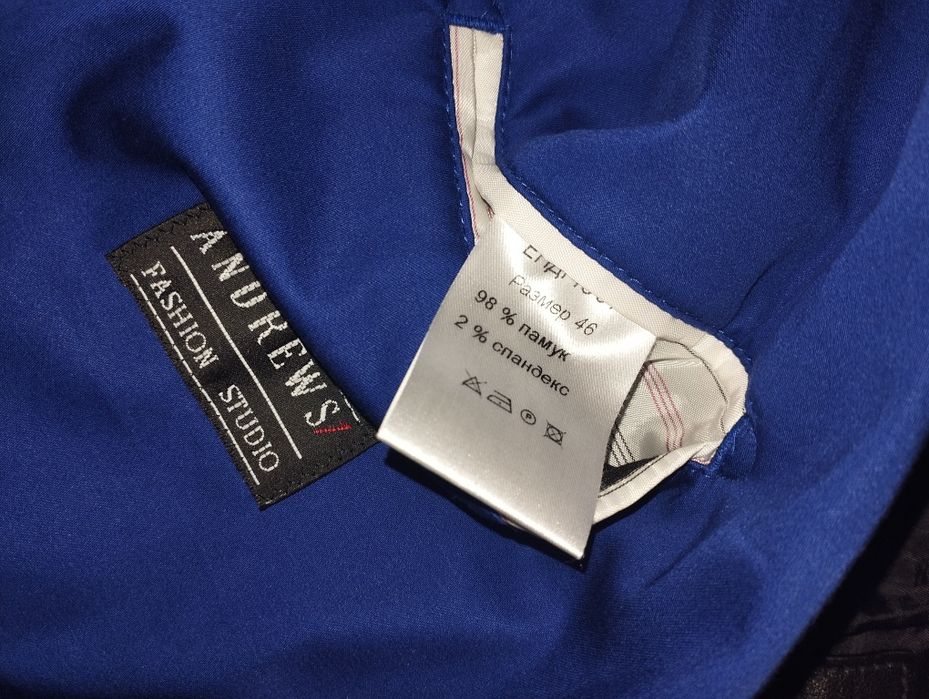 ANDREWS/
FASHION STUDIO
Размер 46
98 % памук
2 % спандекс
P